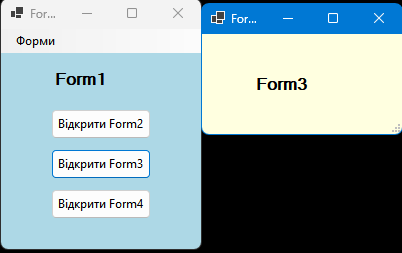 For...
Форми
Form1
Відкрити Form2
Відкрити Form3
Відкрити Form4
For...
Form3